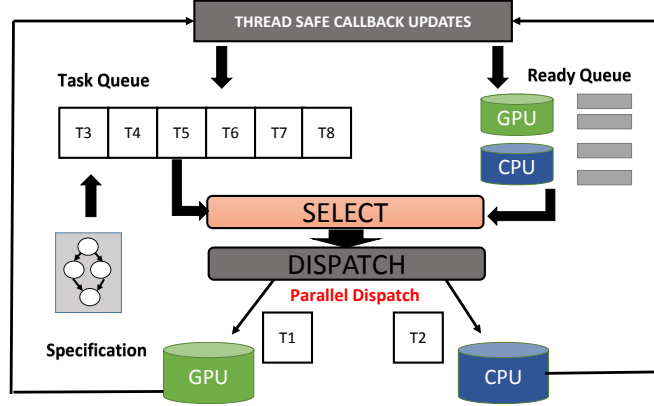 THREAD SAFE CALLBACK UPDATES
Task Queue
Ready Queue
T3 T4 T5 T6 T7 T8
GPU
CPU
SELECT
DISPATCH
Parallel Dispatch
T1
T2
Specification
GPU
CPU